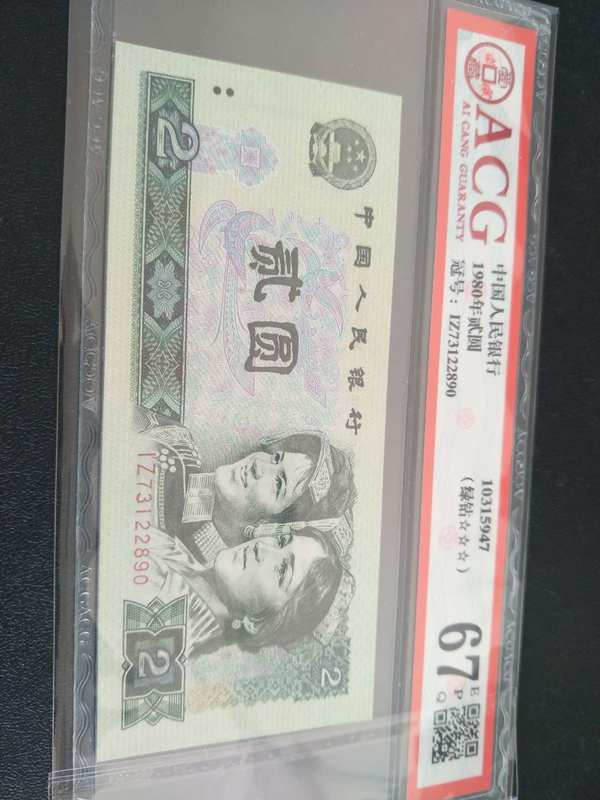 ACG
AI CANG GUARANTY
中国人民银行
1980年贰圆
冠号：IZ73122890
10315947
（绿钻☆☆☆）
67
E
P
Q
中国人民银行
贰圆
2
IZ73122890
2
2